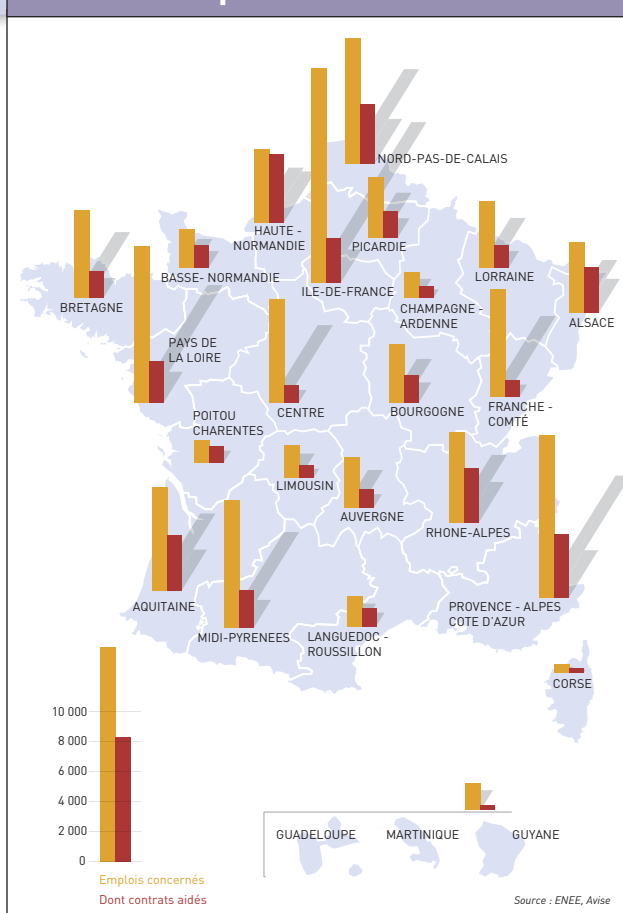 NORD-PAS-DE-CALAIS
HAUTE -
NORMANDIE
PICARDIE
BASSE- NORMANDIE
LORRAINE
ILE-DE-FRANCE
BRETAGNE
CHAMPAGNE -
ARDENNE
ALSACE
PAYS DE
LA LOIRE
POITOU
CHARENTES
CENTRE
BOURGOGNE
FRANCHE -
COMTÉ
LIMOUSIN
AUVERGNE
RHONE-ALPES
AQUITAINE
MIDI-PYRENEES
LANGUEDOC -
ROUSSILLON
PROVENCE - ALPES
COTE D'AZUR
CORSE
10 000
8 000
6 000
4 000
2 000
0
GUADELOUPE
MARTINIQUE
GUYANE
Emplois concernés
Dont contrats aidés
Source : ENEE, Avise